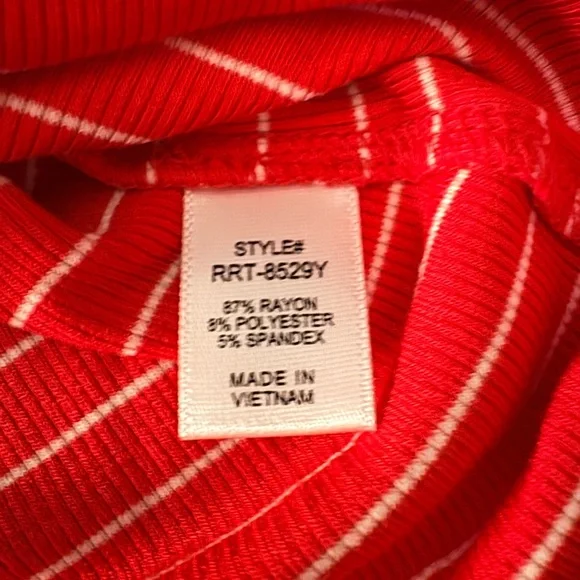 STYLE#
RRT-8529Y
87% RAYON
8% POLYESTER
5% SPANDEX
MADE IN
VIETNAM